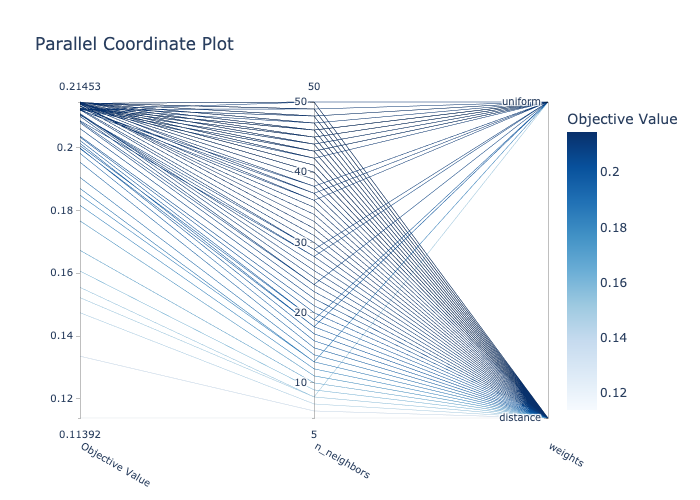 Parallel Coordinate Plot
0.21453
50
50
uniform
Objective Value
0.2
40
0.2
0.18
30
0.18
0.16
20
0.16
0.14
10
0.14
0.12
0.12
distance
0.11392
5
Objective Value
n_neighbors
weights